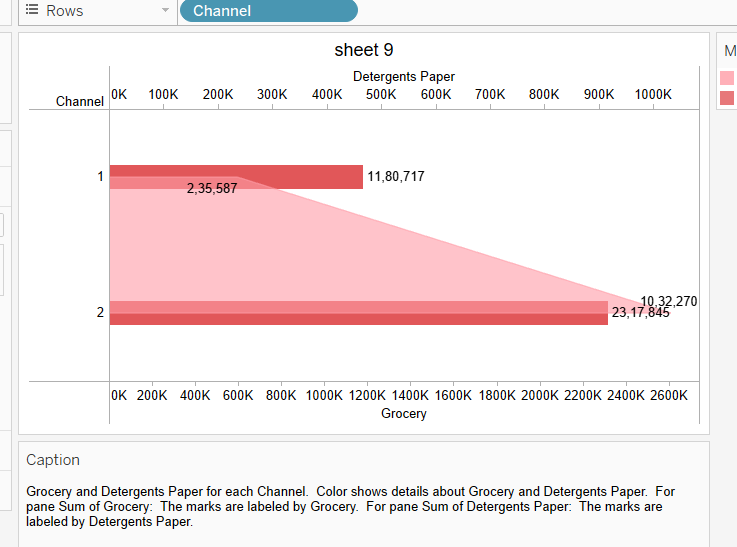 Rows
Channel
sheet 9
M
Detergents Paper
Channel
0K 100K 200K 300K 400K 500K 600K 700K 800K 900K 1000K
1
11,80,717
2,35,587
10,32,270
2
23,17,845
0K 200K 400K 600K 800K 1000K 1200K 1400K 1600K 1800K 2000K 2200K 2400K 2600K
Grocery
Caption
Grocery and Detergents Paper for each Channel.  Color shows details about Grocery and Detergents Paper.  For
pane Sum of Grocery:  The marks are labeled by Grocery.  For pane Sum of Detergents Paper:  The marks are
labeled by Detergents Paper.